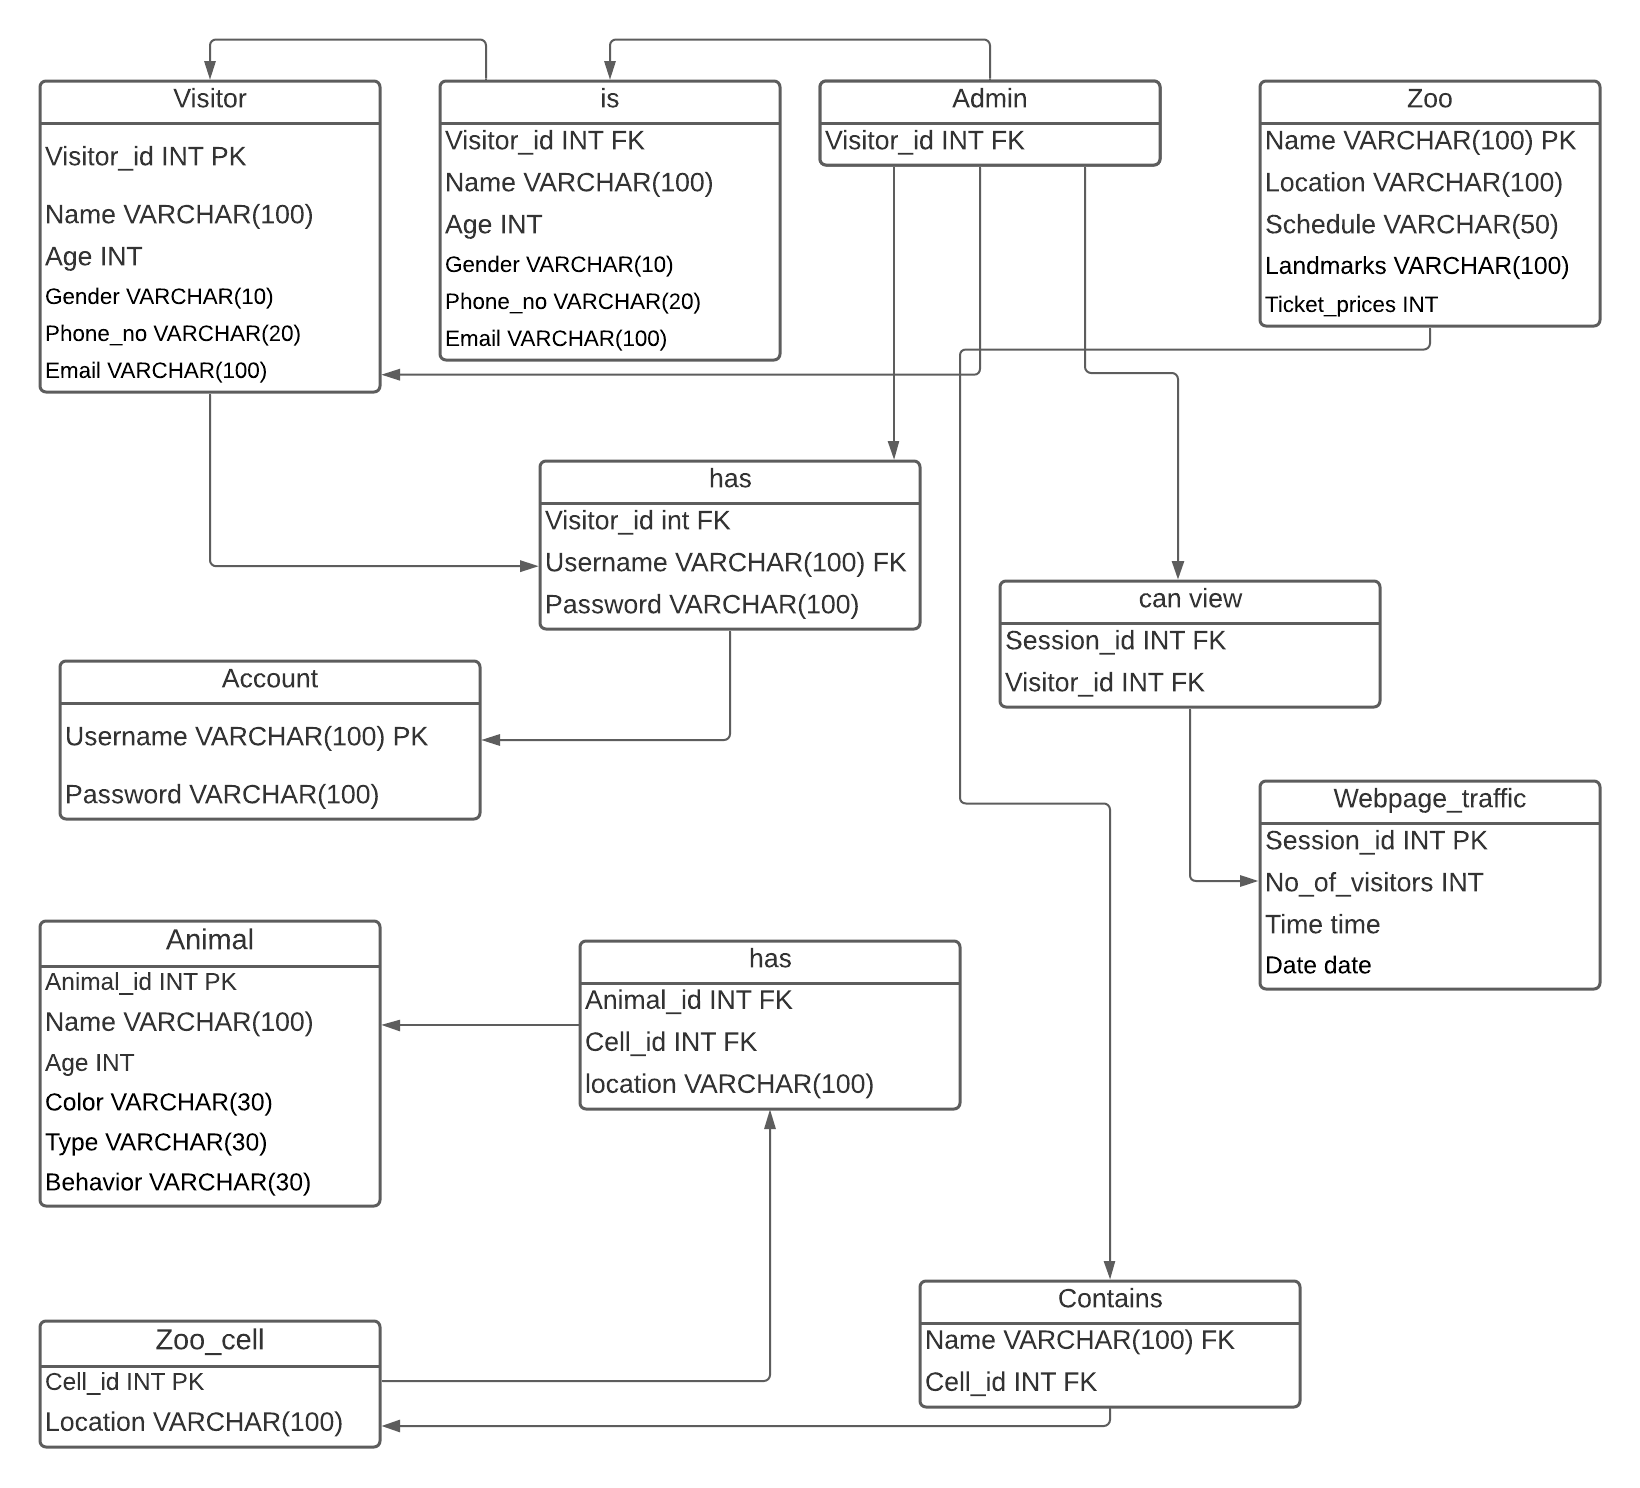 Visitor
Visitor_id INT PK
Name VARCHAR(100)
Age INT
Gender VARCHAR(10)
Phone_no VARCHAR(20)
Email VARCHAR(100)
is
Visitor_id INT FK
Name VARCHAR(100)
Age INT
Gender VARCHAR(10)
Phone_no VARCHAR(20)
Email VARCHAR(100)
Admin
Visitor_id INT FK
Zoo
Name VARCHAR(100) PK
Location VARCHAR(100)
Schedule VARCHAR(50)
Landmarks VARCHAR(100)
Ticket_prices INT
has
Visitor_id int FK
Username VARCHAR(100) FK
Password VARCHAR(100)
can view
Session_id INT FK
Visitor_id INT FK
Account
Username VARCHAR(100) PK
Password VARCHAR(100)
Webpage_traffic
Session_id INT PK
No_of_visitors INT
Time time
Date date
Animal
Animal_id INT PK
Name VARCHAR(100)
Age INT
Color VARCHAR(30)
Type VARCHAR(30)
Behavior VARCHAR(30)
has
Animal_id INT FK
Cell_id INT FK
location VARCHAR(100)
Contains
Name VARCHAR(100) FK
Cell_id INT FK
Zoo_cell
Cell_id INT PK
Location VARCHAR(100)